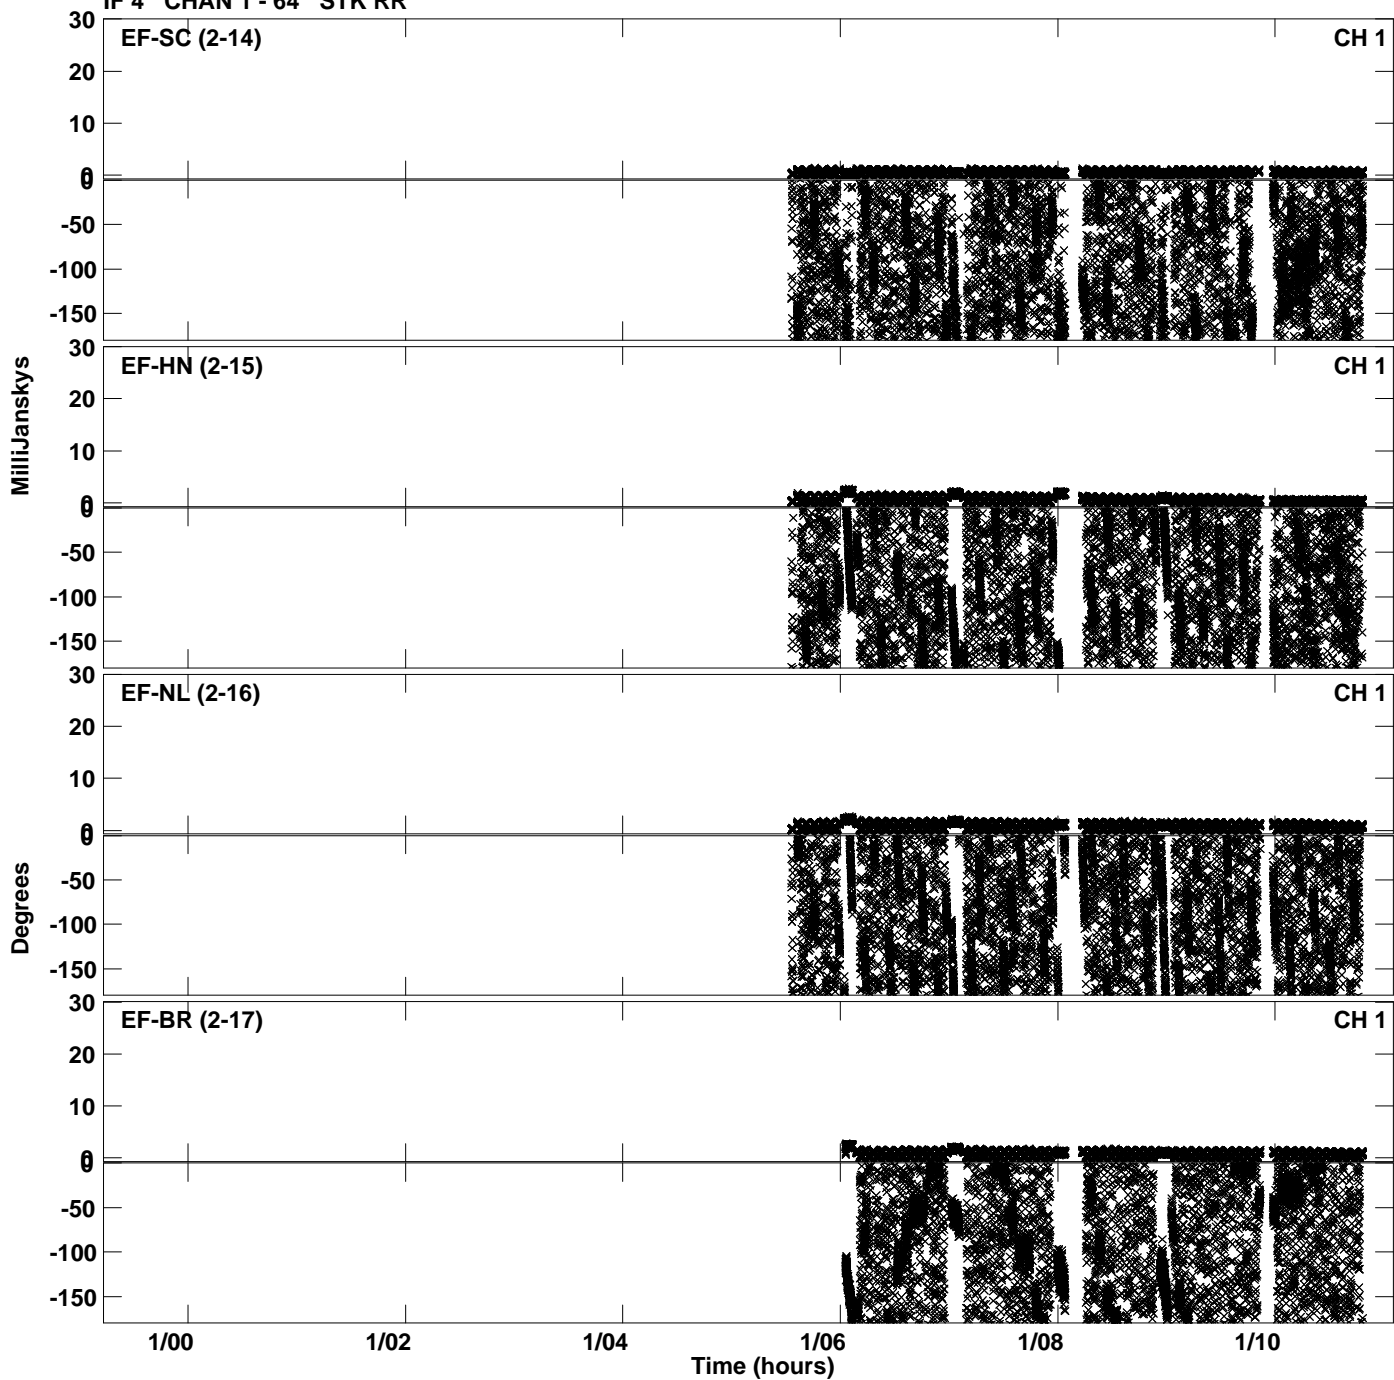 IF 4 CHAN 1 - 64 STK RR
30
EF-SC (2-14)
CH 1
20
10
0
0
-50
-100
-150
30
EF-HN (2-15)
CH 1
20
10
0
0
-50
-100
-150
30
EF-NL (2-16)
CH 1
20
10
0
0
-50
-100
-150
30
EF-BR (2-17)
CH 1
20
10
0
0
-50
-100
-150
MilliJanskys
Degrees
1/00 1/02 1/04 1/06 1/08 1/10
Time (hours)